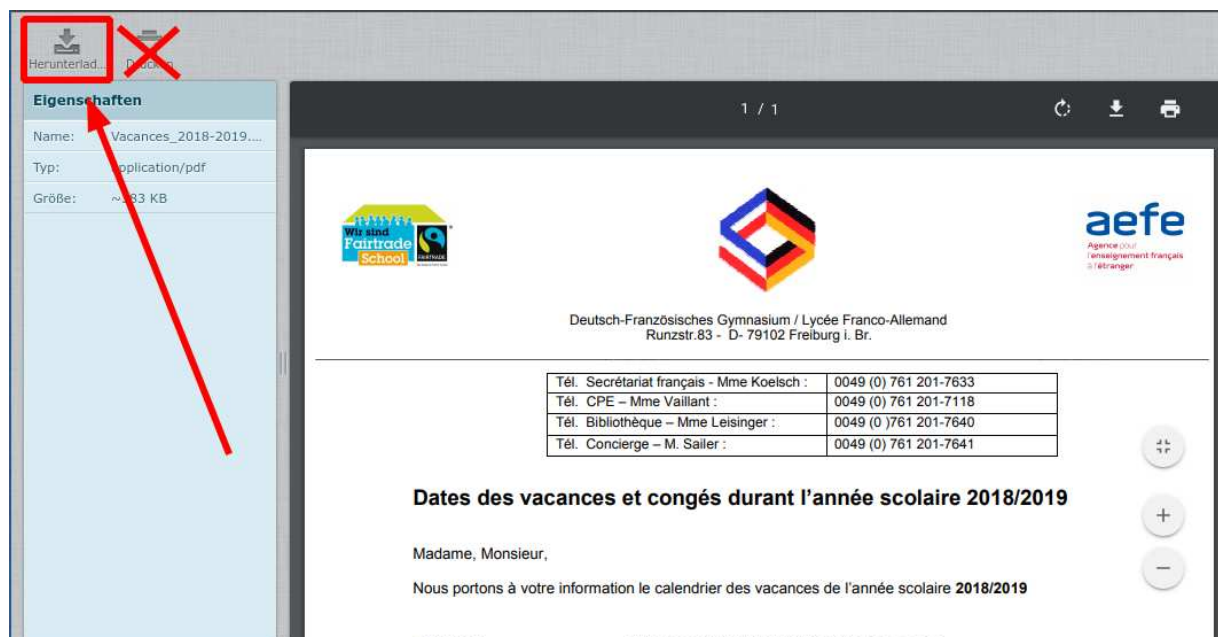 Herunterlad... Drucken
Eigenschaften
Name: Vacances_2018-2019....
Typ: application/pdf
Größe: ~183 KB
1 / 1
Wir sind
Fairtrade
School
FAIRTRADE
aefe
Agence pour
l'enseignement français
à l'étranger
Deutsch-Französisches Gymnasium / Lycée Franco-Allemand
Runzstr.83 - D- 79102 Freiburg i. Br.
Tél. Secrétariat français - Mme Koelsch : 0049 (0) 761 201-7633
Tél. CPE – Mme Vaillant : 0049 (0) 761 201-7118
Tél. Bibliothèque – Mme Leisinger : 0049 (0 )761 201-7640
Tél. Concierge – M. Sailer : 0049 (0) 761 201-7641
Dates des vacances et congés durant l'année scolaire 2018/2019
Madame, Monsieur,
Nous portons à votre information le calendrier des vacances de l'année scolaire 2018/2019